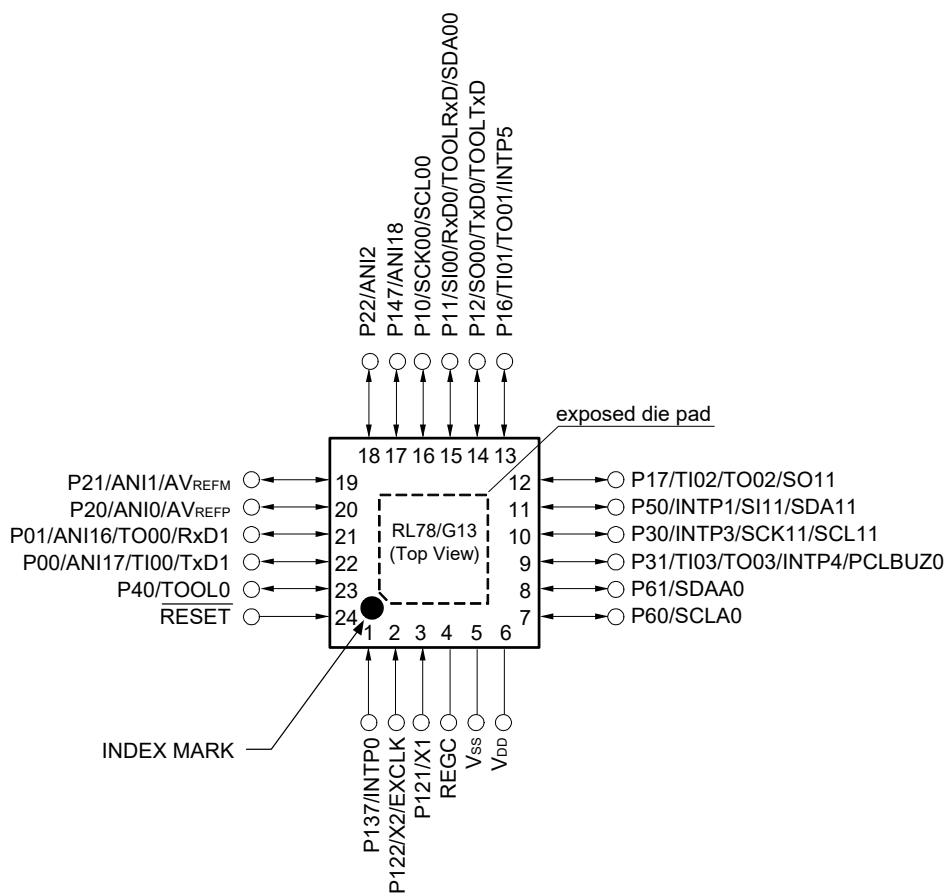 P22/ANI2
P147/ANI18
P10/SCK00/SCL00
P11/SI00/RxD0/TOOLRxD/SDA00
P12/SO00/TxD0/TOOLTxD
P16/TI01/TO01/INTP5
exposed die pad
18 17 16 15 14 13
P21/ANI1/AVREFM 19
P20/ANI0/AVREFP 20
P01/ANI16/TO00/RxD1 21
P00/ANI17/TI00/TxD1 22
P40/TOOL0 23
RESET 24
RL78/G13
(Top View)
12 P17/TI02/TO02/SO11
11 P50/INTP1/SI11/SDA11
10 P30/INTP3/SCK11/SCL11
9 P31/TI03/TO03/INTP4/PCLBUZ0
8 P61/SDAA0
7 P60/SCLA0
1 2 3 4 5 6
INDEX MARK
P137/INTP0
P122/X2/EXCLK
P121/X1
REGC
VSS
VDD